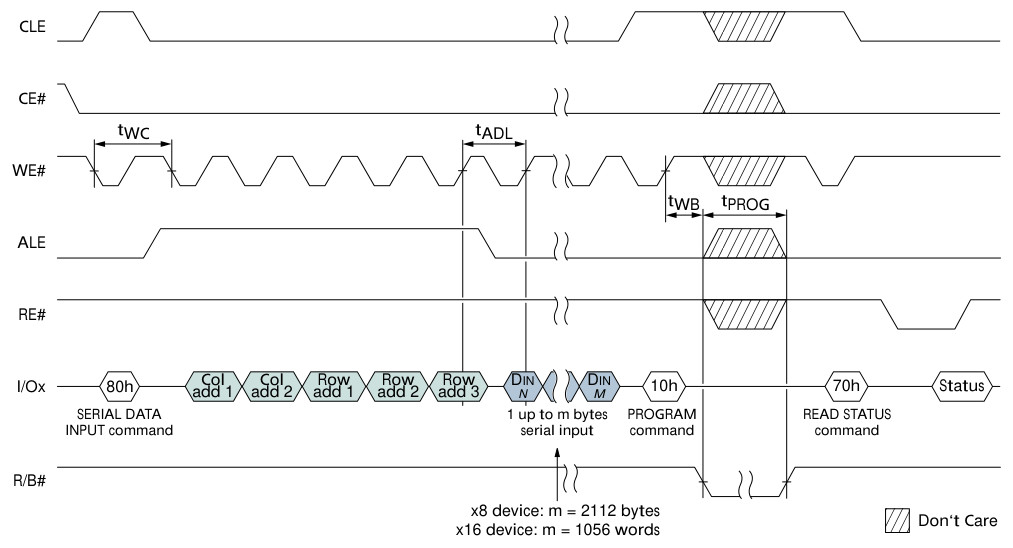 CLE
CE#
tWC
tADL
WE#
tWB
tPROG
ALE
RE#
I/Ox
80h
Col
add 1
Col
add 2
Row
add 1
Row
add 2
Row
add 3
DIN
N
DIN
M
10h
70h
Status
SERIAL DATA
INPUT command
1 up to m bytes
serial input
PROGRAM
command
READ STATUS
command
R/B#
x8 device: m = 2112 bytes
x16 device: m = 1056 words
Don't Care